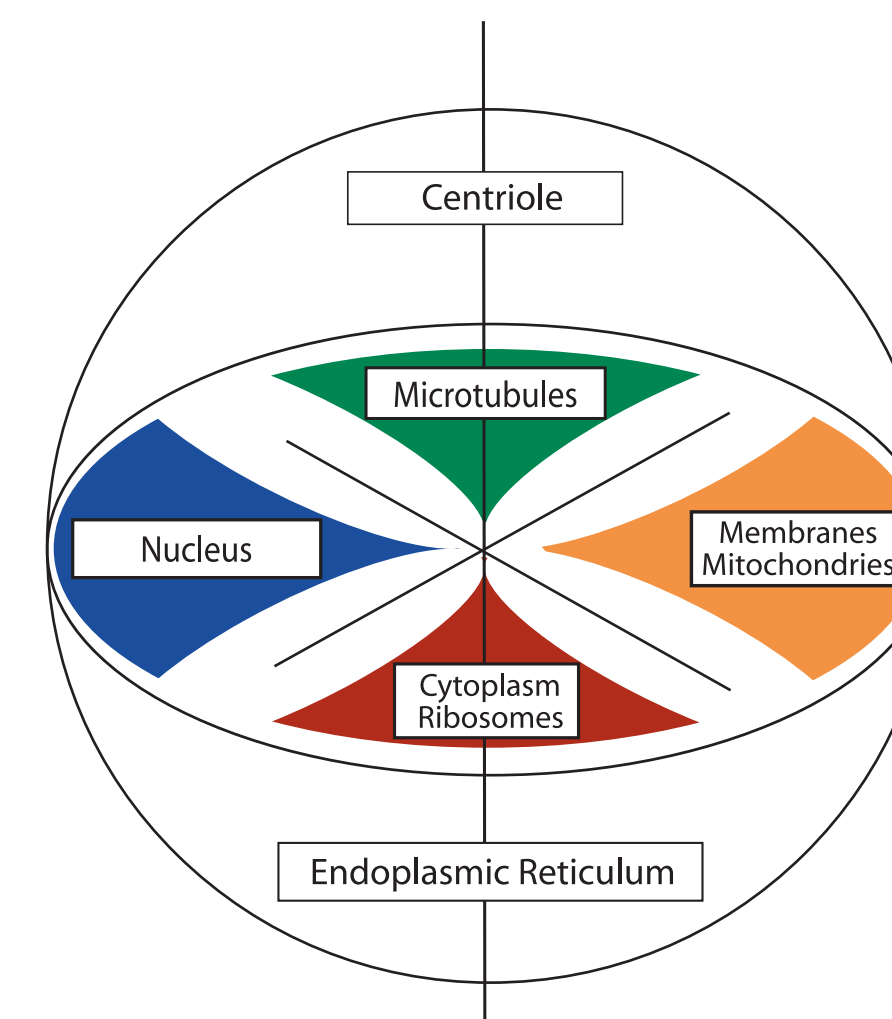 Centriole
Microtubules
Nucleus
Membranes
Mitochondries
Cytoplasm
Ribosomes
Endoplasmic Reticulum